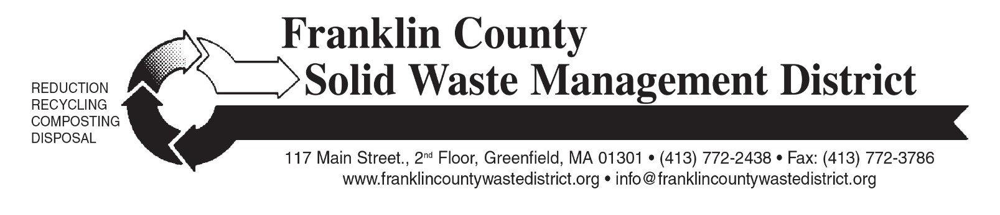 Franklin County
Solid Waste Management District
REDUCTION
RECYCLING
COMPOSTING
DISPOSAL
117 Main Street., 2nd Floor, Greenfield, MA 01301 • (413) 772-2438 • Fax: (413) 772-3786
www.franklincountywastedistrict.org • info@franklincountywastedistrict.org